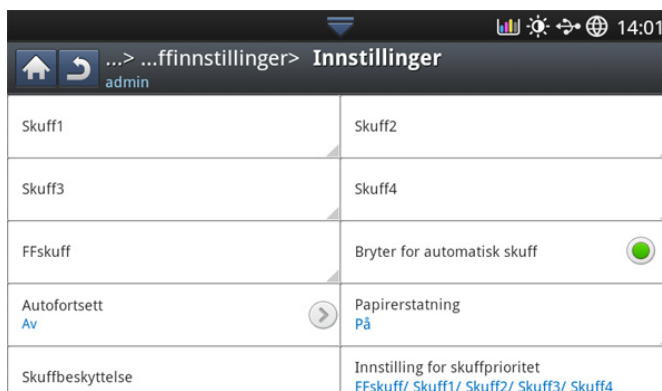 14:01
...> ...ffinnstillinger> Innstillinger
admin
Skuff1
Skuff2
Skuff3
Skuff4
FFskuff
Bryter for automatisk skuff
Autofortsett
Av
Papirerstatning
På
Skuffbeskyttelse
Innstilling for skuffprioritet
FFskuff/ Skuff1/ Skuff2/ Skuff3/ Skuff4